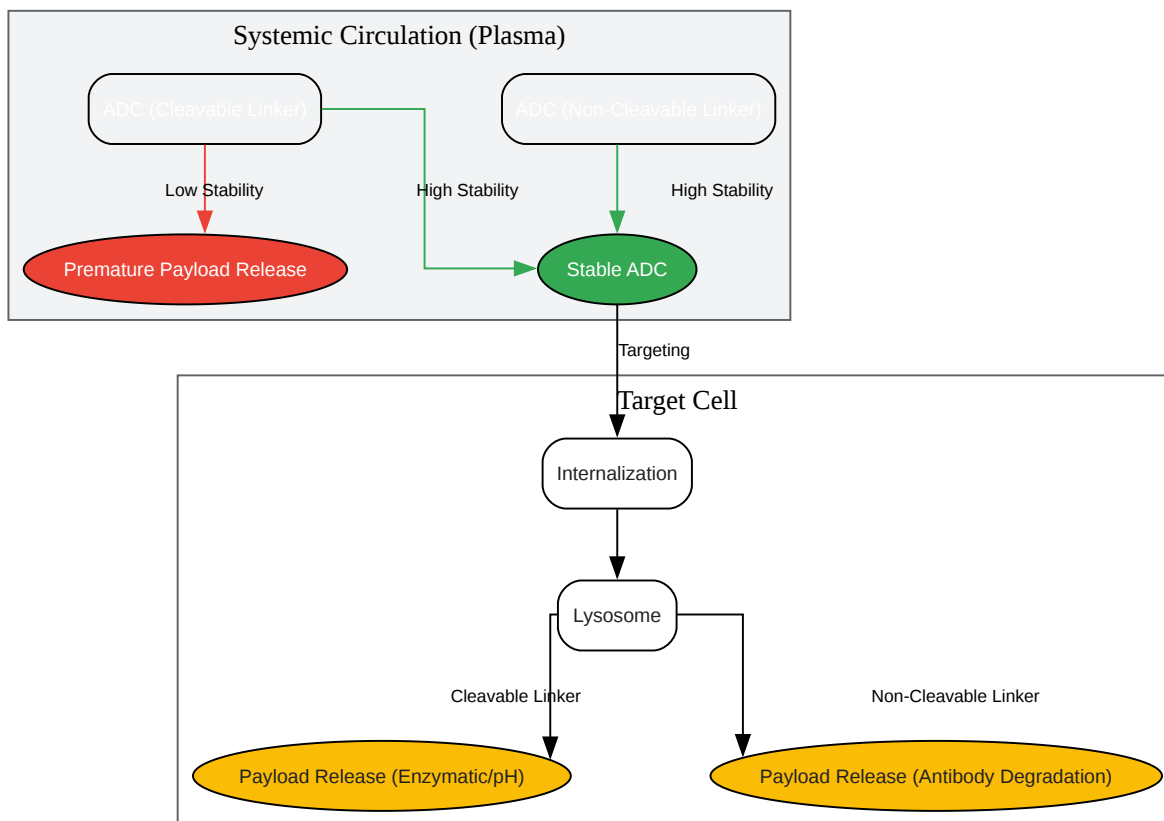 Systemic Circulation (Plasma)
ADC (Cleavable Linker)
ADC (Non-Cleavable Linker)
Low Stability
High Stability
High Stability
Premature Payload Release
Stable ADC
Targeting
Target Cell
Internalization
Lysosome
Cleavable Linker
Non-Cleavable Linker
Payload Release (Enzymatic/pH)
Payload Release (Antibody Degradation)